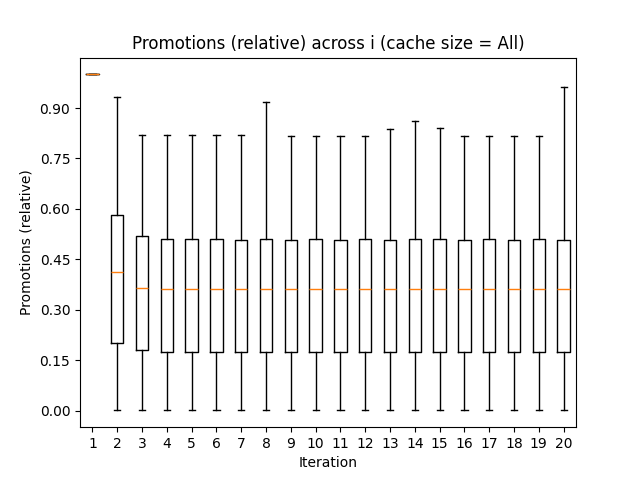 Promotions (relative) across i (cache size = All)
Promotions (relative)
0.90
0.75
0.60
0.45
0.30
0.15
0.00
1 2 3 4 5 6 7 8 9 10 11 12 13 14 15 16 17 18 19 20
Iteration